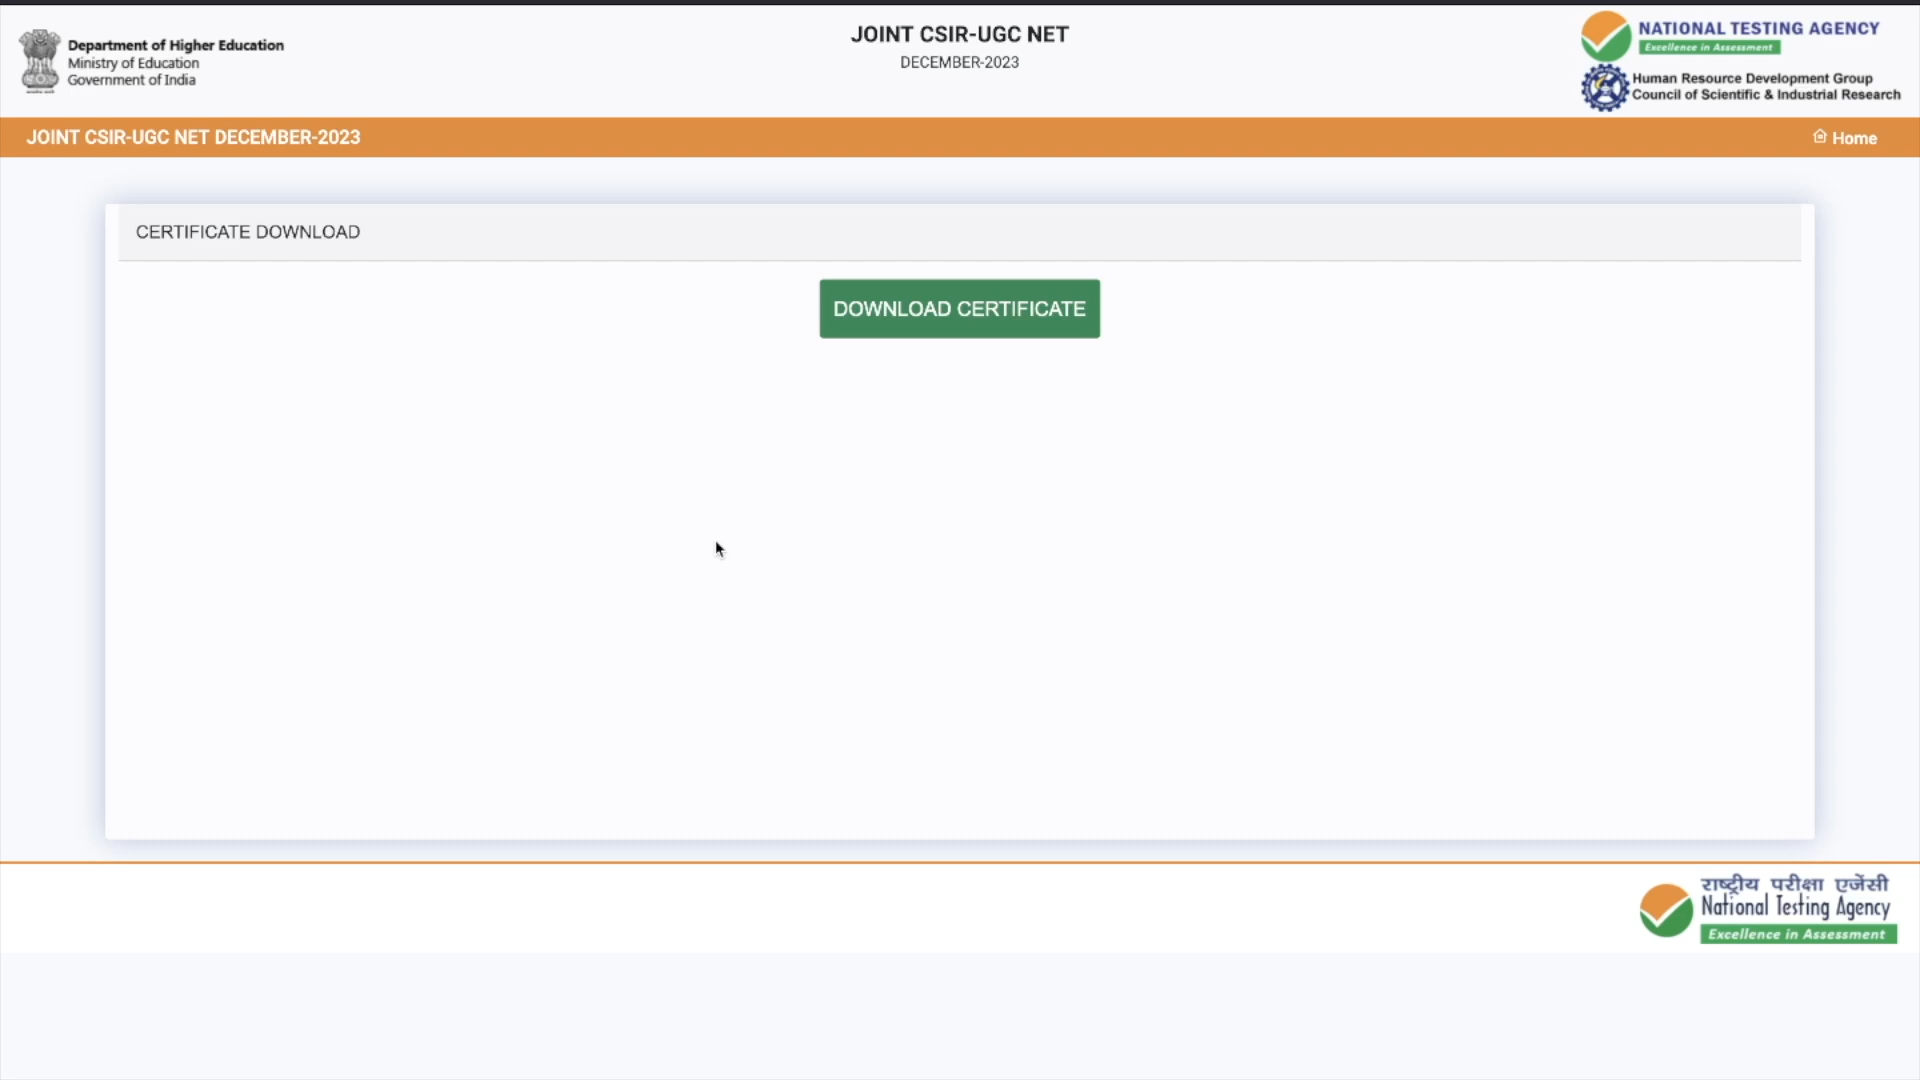 Department of Higher Education
Ministry of Education
Government of India
JOINT CSIR-UGC NET
DECEMBER-2023
NATIONAL TESTING AGENCY
Excellence in Assessment
Human Resource Development Group
Council of Scientific & Industrial Research
JOINT CSIR-UGC NET DECEMBER-2023
Home
CERTIFICATE DOWNLOAD
DOWNLOAD CERTIFICATE
राष्ट्रीय परीक्षा एजेंसी
National Testing Agency
Excellence in Assessment